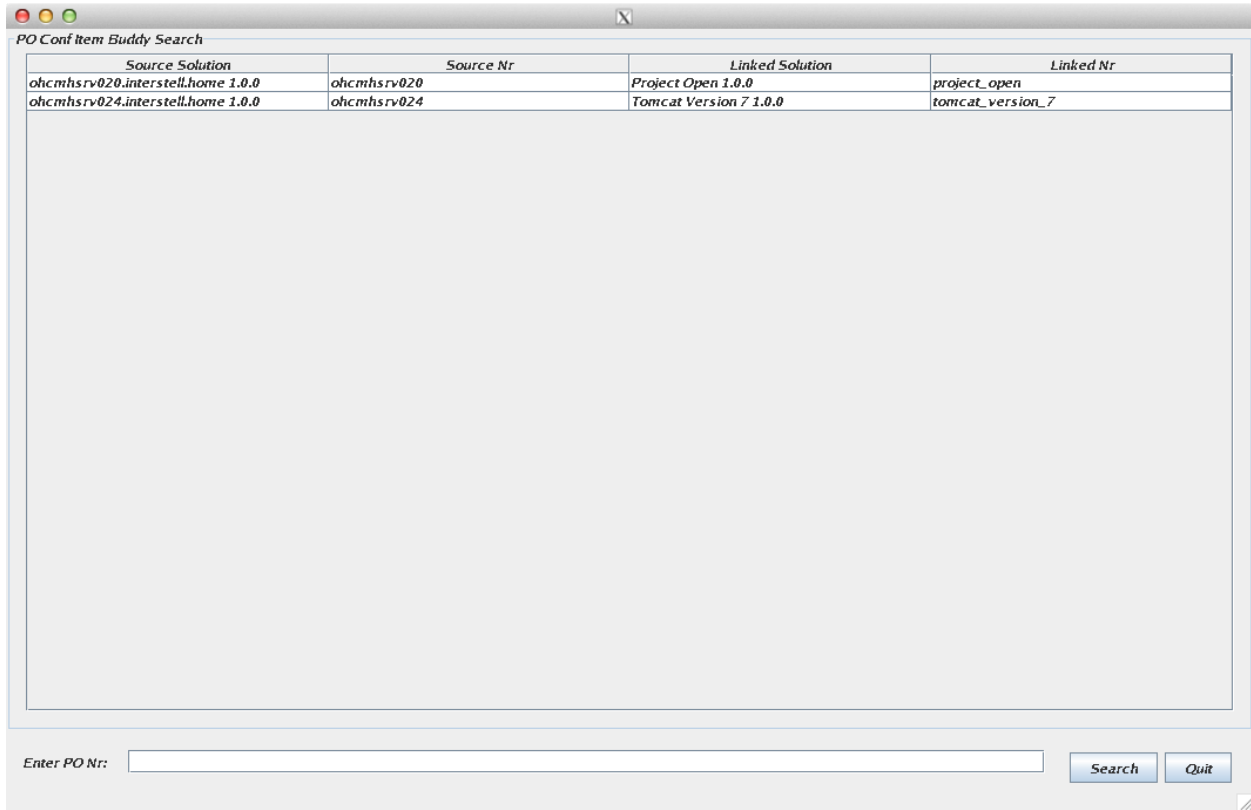 X
PO Conf Item Buddy Search
Source Solution Source Nr Linked Solution Linked Nr
ohcmhsrv020.interstell.home 1.0.0 ohcmhsrv020 Project Open 1.0.0 project_open
ohcmhsrv024.interstell.home 1.0.0 ohcmhsrv024 Tomcat Version 7 1.0.0 tomcat_version_7
Enter PO Nr: Search Quit